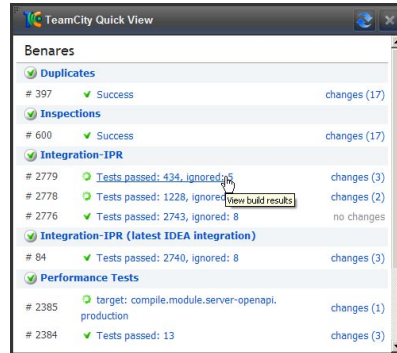 TeamCity Quick View
Benares
Duplicates
# 397 Success changes (17)
Inspections
# 600 Success changes (17)
Integration-IPR
# 2779 Tests passed: 434, ignored: 5 changes (3)
# 2778 Tests passed: 1228, ignored changes (2)
View build results
# 2776 Tests passed: 2743, ignored: 8 no changes
Integration-IPR (latest IDEA integration)
# 84 Tests passed: 2740, ignored: 8 changes (3)
Performance Tests
# 2385 target: compile.module.server-openapi. changes (1)
production
# 2384 Tests passed: 13 changes (3)